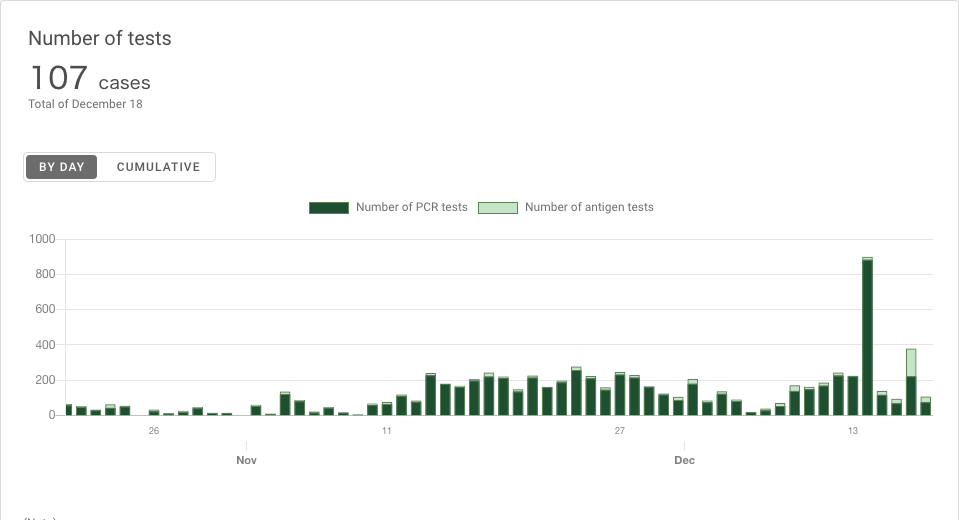 Number of tests
107 cases
Total of December 18
BY DAY CUMULATIVE
Number of PCR tests Number of antigen tests
1000
800
600
400
200
0
26 11 27 13
Nov Dec